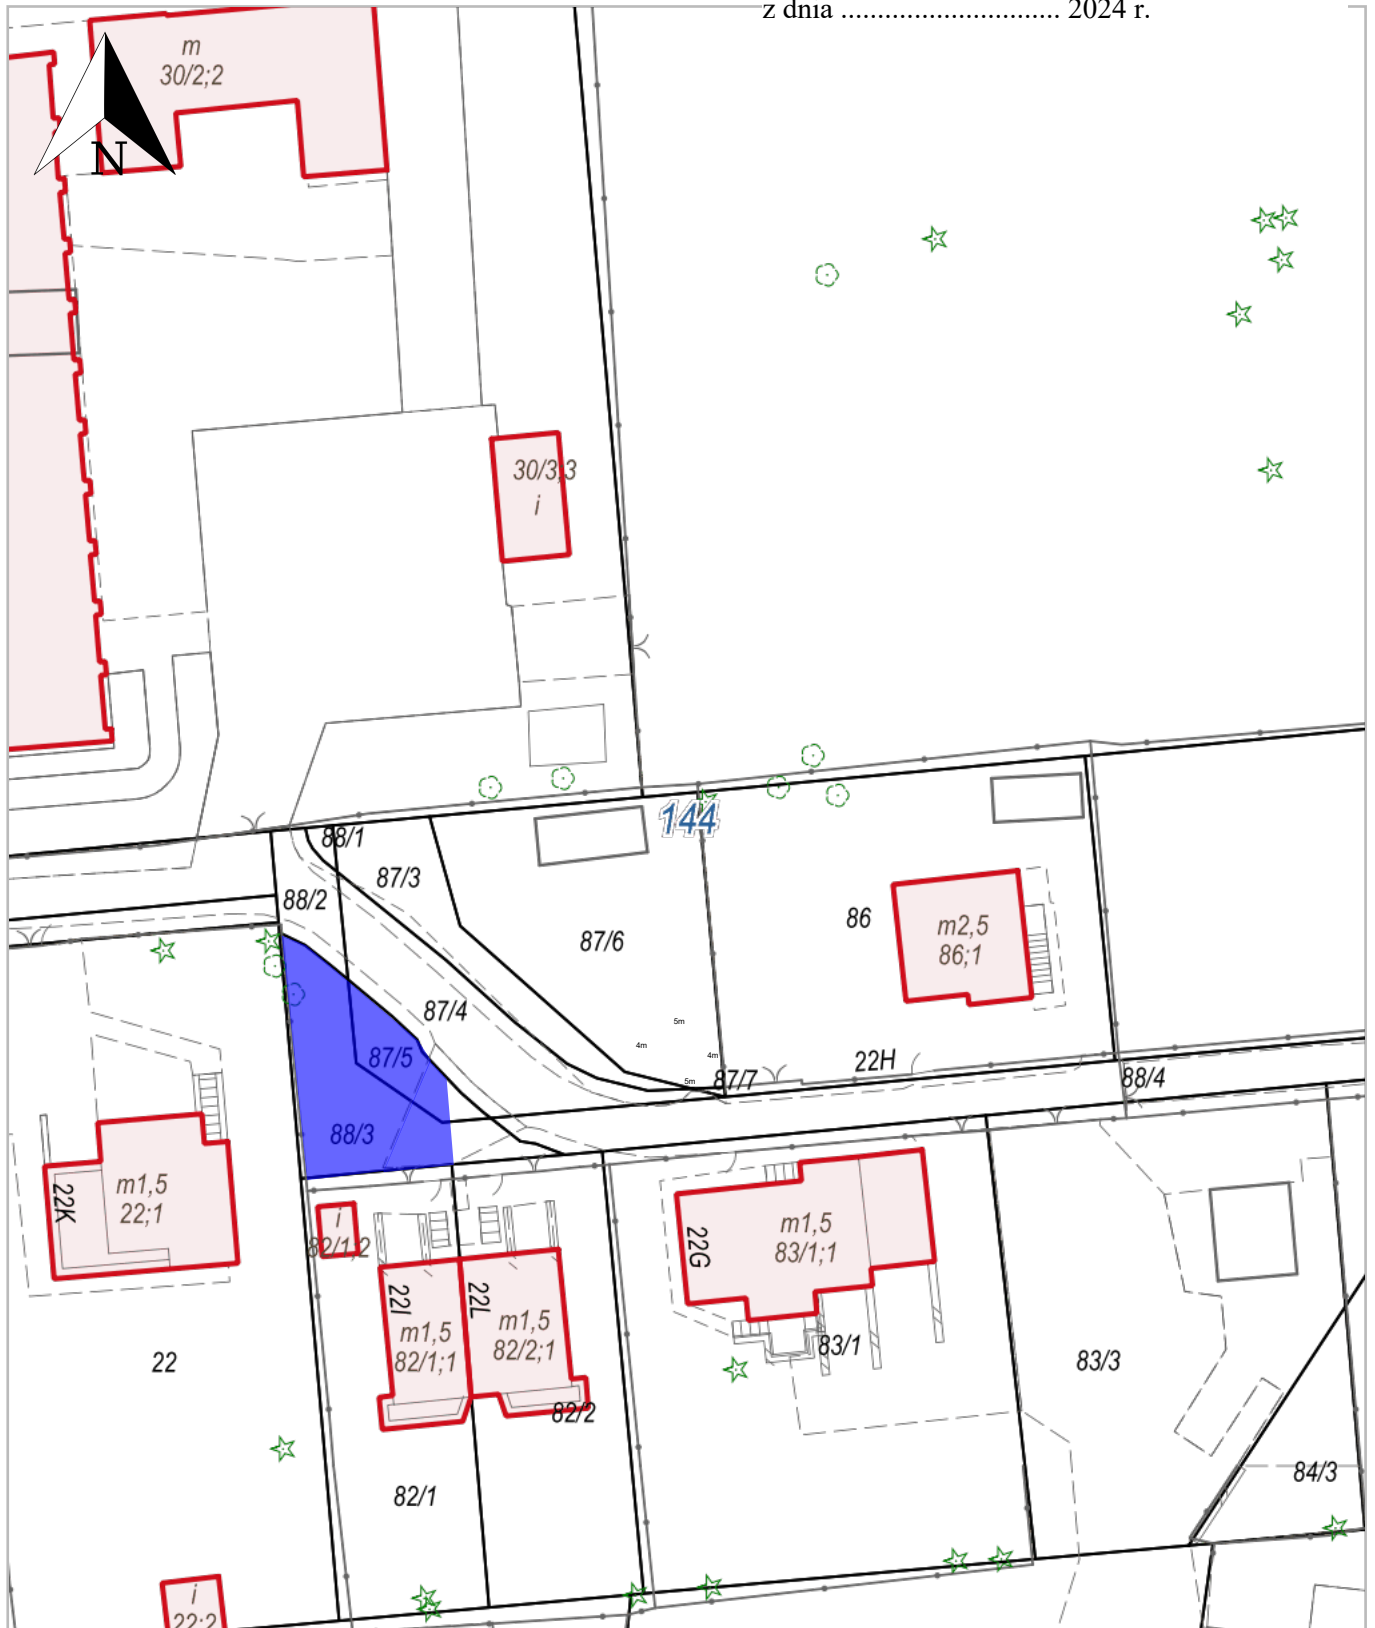 z dnia ............................. 2024 r.
m
30/2;2
N
30/3;3
i
144
88/1
87/3
88/2
87/6
86
m2,5
86;1
87/4
5m
4m
4m
5m
87/5
87/7
22H
88/4
88/3
22K
m1,5
22;1
i
82/1;2
22G
m1,5
83/1;1
22I
m1,5
82/1;1
22L
m1,5
82/2;1
83/1
22
83/3
82/2
84/3
82/1
i
22;2